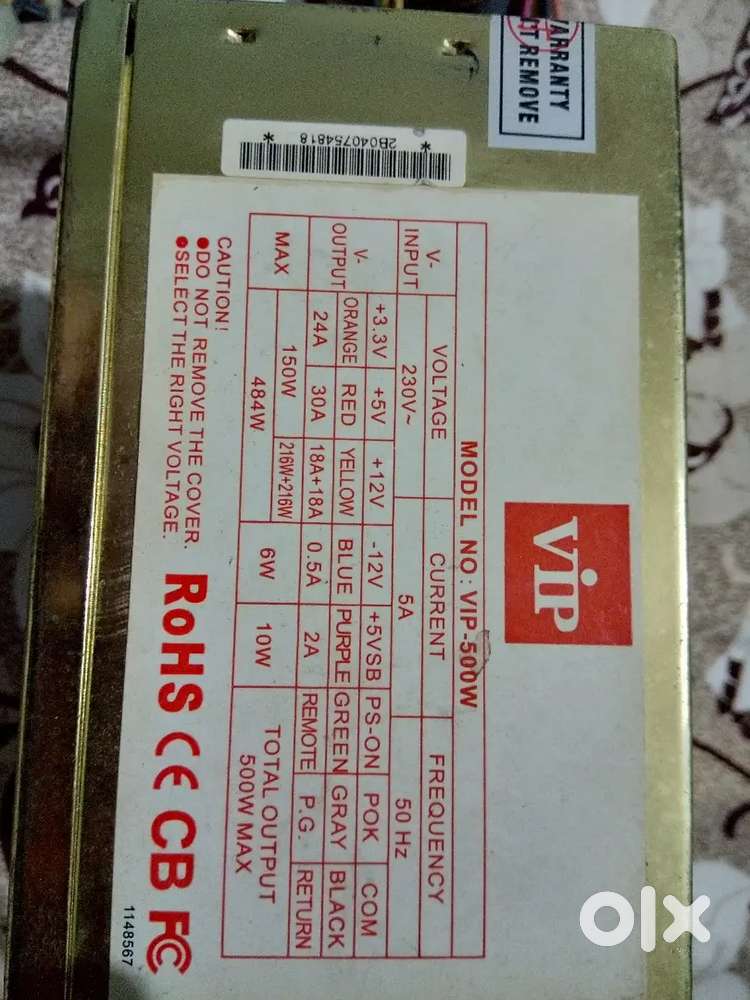 WARRANTY
REMOVE
* 2B040754818 *
ViP
MODEL NO: VIP-500W
V-INPUT VOLTAGE CURRENT FREQUENCY
230V~ 5A 50 Hz
V-OUTPUT +3.3V +5V +12V -12V +5VSB PS-ON POK COM
ORANGE RED YELLOW BLUE PURPLE GREEN GRAY BLACK
MAX 24A 30A 18A+18A 0.5A 2A REMOTE P.G. RETURN
150W 216W+216W 6W 10W TOTAL OUTPUT
484W 500W MAX
CAUTION!
●DO NOT REMOVE THE COVER.
●SELECT THE RIGHT VOLTAGE.
RoHS CE CB FC
1148567
olx